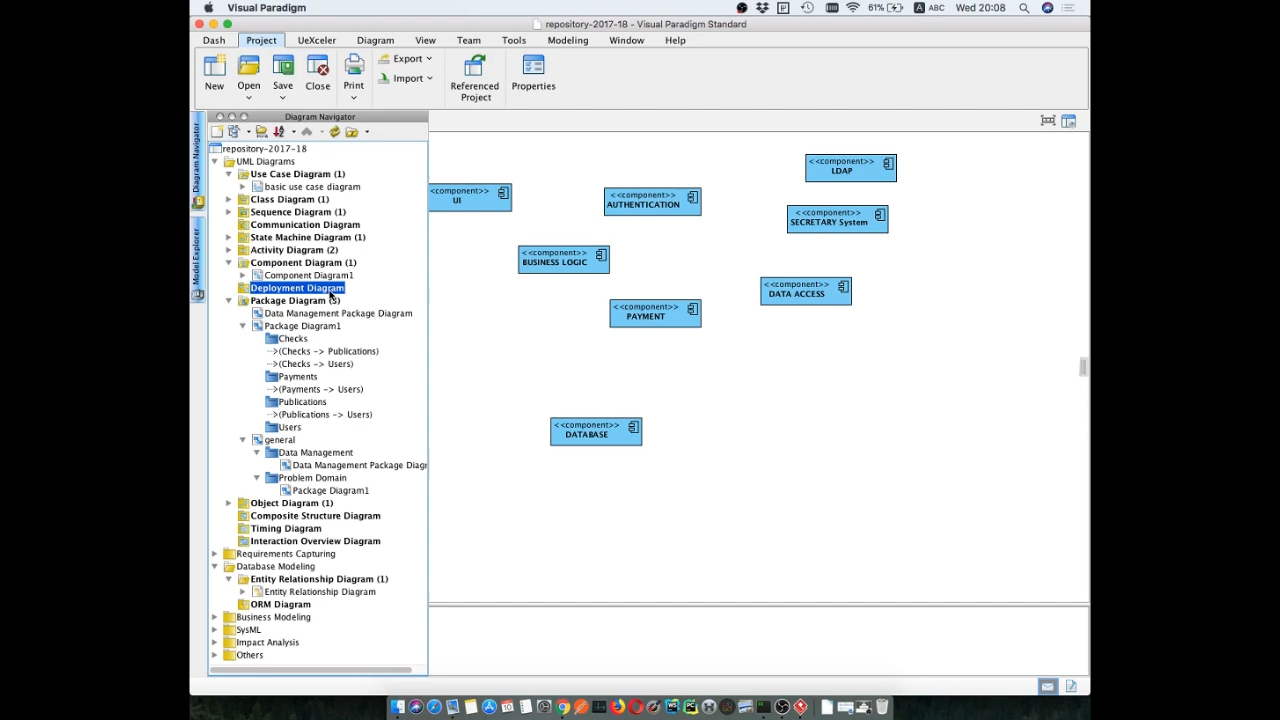 Visual Paradigm
61%
ABC
Wed 20:08
repository-2017-18 - Visual Paradigm Standard
Dash
Project
UeXceler
Diagram
View
Team
Tools
Modeling
Window
Help
New
Open
Save
Close
Print
Export
Import
Referenced
Project
Properties
Diagram Navigator
Diagram Navigator
Model Explorer
repository-2017-18
UML Diagrams
Use Case Diagram (1)
basic use case diagram
Class Diagram (1)
Sequence Diagram (1)
Communication Diagram
State Machine Diagram (1)
Activity Diagram (2)
Component Diagram (1)
Component Diagram1
Deployment Diagram
Package Diagram (3)
Data Management Package Diagram
Package Diagram1
Checks
(Checks -> Publications)
(Checks -> Users)
Payments
(Payments -> Users)
Publications
(Publications -> Users)
Users
general
Data Management
Data Management Package Diagr
Problem Domain
Package Diagram1
Object Diagram (1)
Composite Structure Diagram
Timing Diagram
Interaction Overview Diagram
Requirements Capturing
Database Modeling
Entity Relationship Diagram (1)
Entity Relationship Diagram
ORM Diagram
Business Modeling
SysML
Impact Analysis
Others
<<component>>
LDAP
component>>
UI
<<component>>
AUTHENTICATION
<<component>>
SECRETARY System
<<component>>
BUSINESS LOGIC
<<component>>
DATA ACCESS
<<component>>
PAYMENT
<<component>>
DATABASE